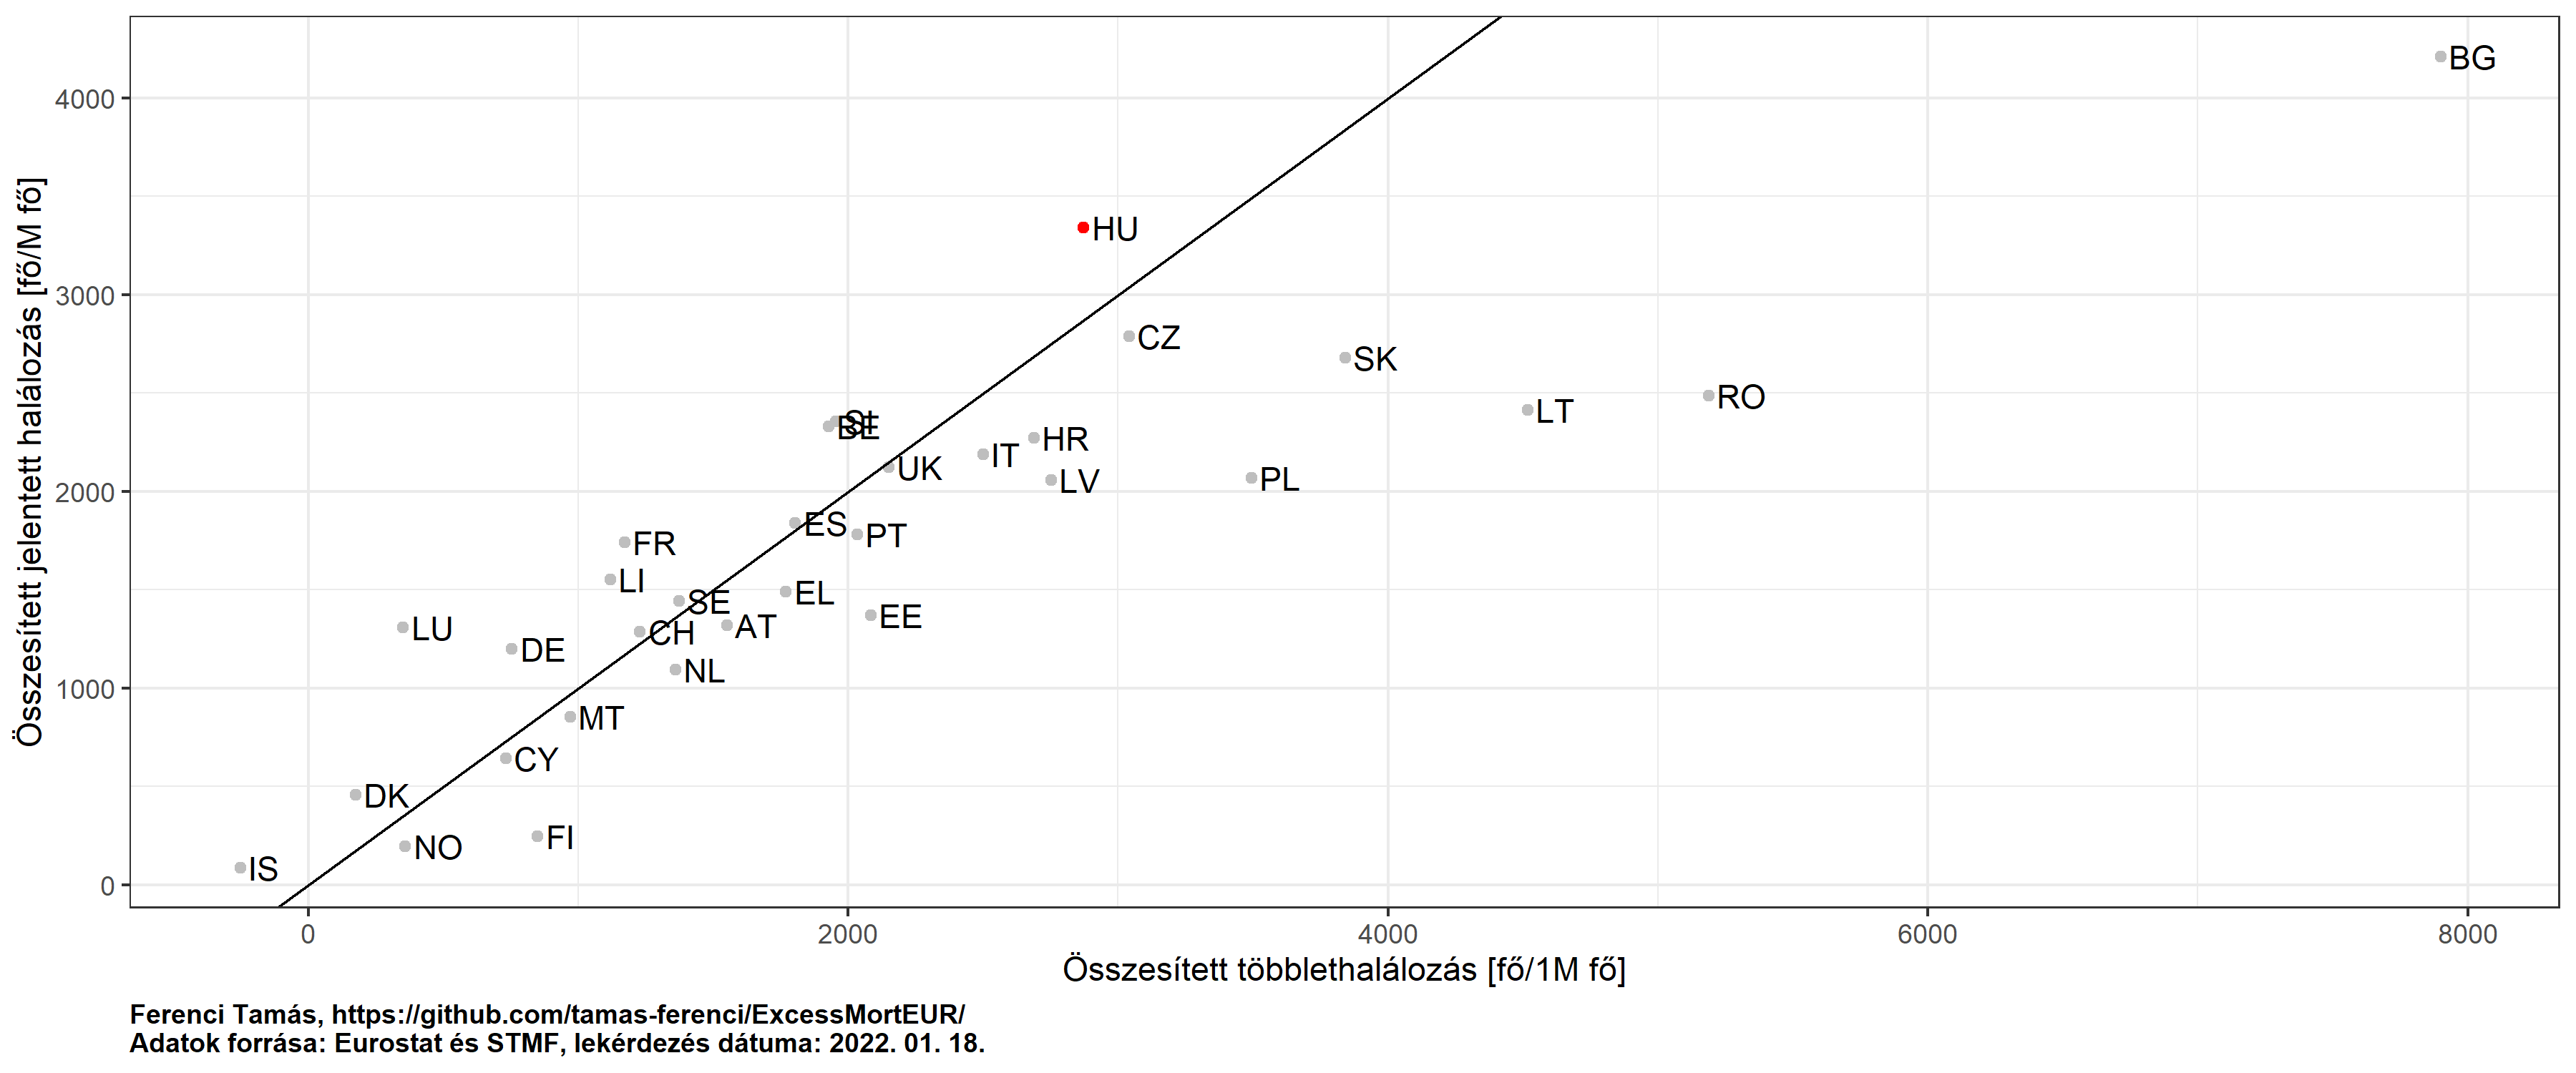 Összesített jelentett halálozás [fő/M fő]
4000
3000
2000
1000
0
BG
HU
CZ
SK
RO
LT
SI
BE
HR
IT
UK
LV
PL
ES
PT
FR
LI
EL
SE
EE
LU
CH
AT
DE
NL
MT
CY
DK
FI
NO
IS
0 2000 4000 6000 8000
Összesített többlethalálozás [fő/1M fő]
Ferenci Tamás, https://github.com/tamas-ferenci/ExcessMortEUR/
Adatok forrása: Eurostat és STMF, lekérdezés dátuma: 2022. 01. 18.